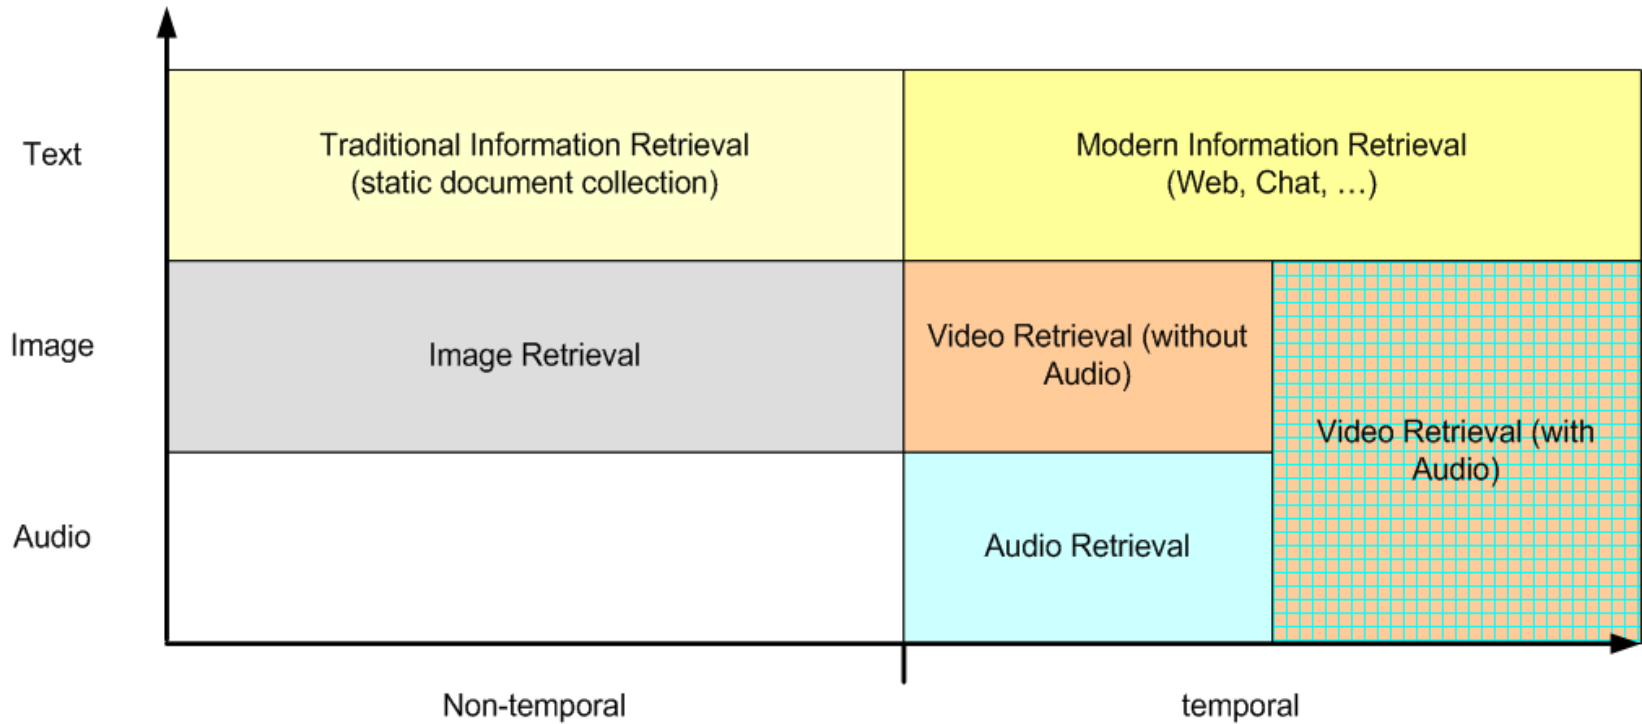 Text
Traditional Information Retrieval
(static document collection)
Modern Information Retrieval
(Web, Chat, …)
Image
Image Retrieval
Video Retrieval (without
Audio)
Video Retrieval (with
Audio)
Audio
Audio Retrieval
Non-temporal
temporal